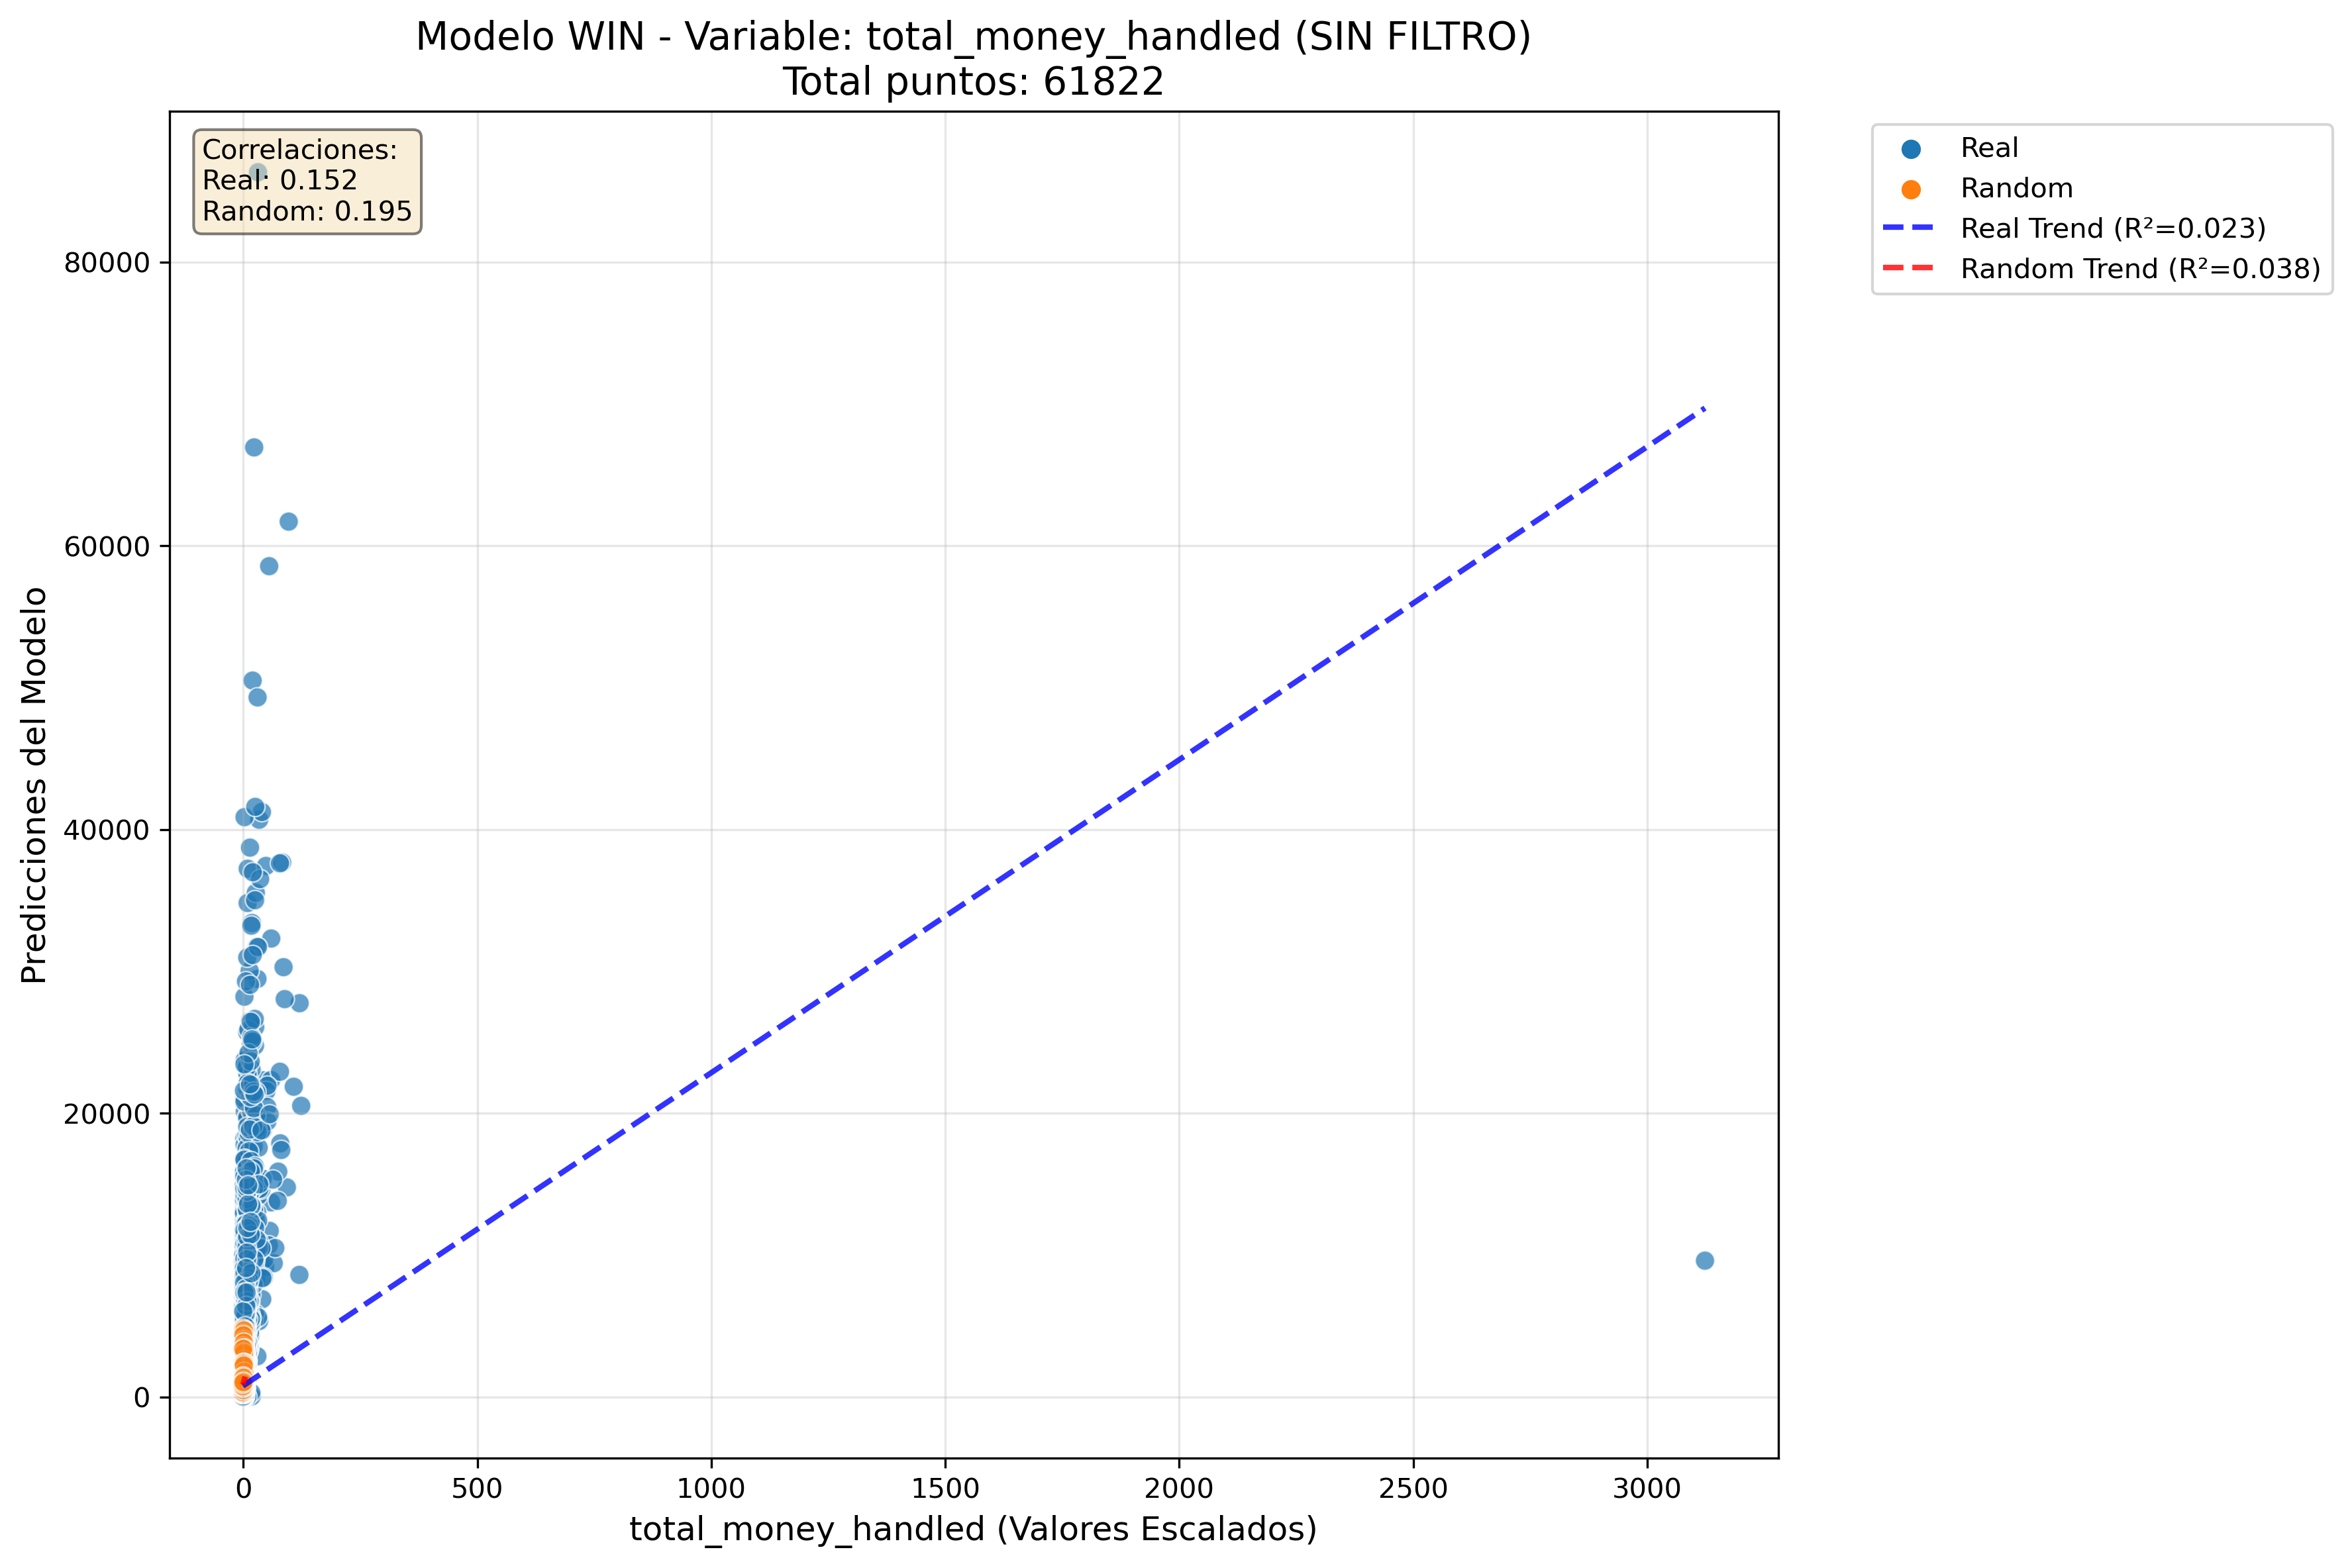 Modelo WIN - Variable: total_money_handled (SIN FILTRO)
Total puntos: 61822
Correlaciones:
Real: 0.152
Random: 0.195
Real
Random
Real Trend (R²=0.023)
Random Trend (R²=0.038)
Predicciones del Modelo
80000
60000
40000
20000
0
0 500 1000 1500 2000 2500 3000
total_money_handled (Valores Escalados)